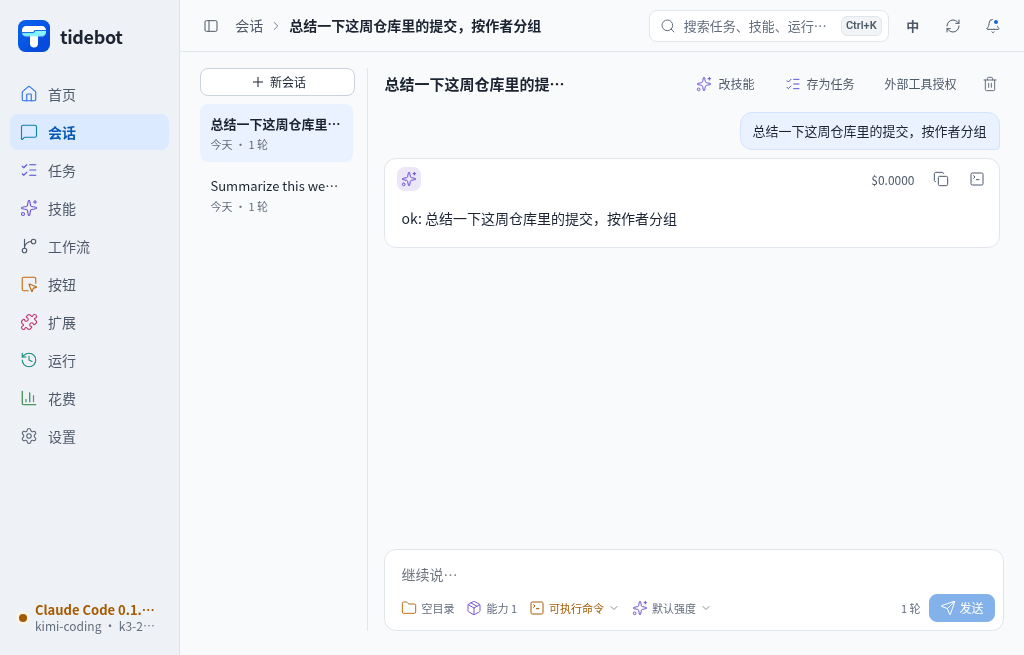 tidebot
首页
会话
任务
技能
工作流
按钮
扩展
运行
花费
设置
Claude Code 0.1.…
kimi-coding • k3-2…
会话 > 总结一下这周仓库里的提交，按作者分组
搜索任务、技能、运行… Ctrl+K 中
+ 新会话
总结一下这周仓库里…
今天 • 1 轮
Summarize this we…
今天 • 1 轮
总结一下这周仓库里的提… 改技能 存为任务 外部工具授权
总结一下这周仓库里的提交，按作者分组
$0.0000
ok: 总结一下这周仓库里的提交，按作者分组
继续说…
空目录 能力 1 可执行命令 默认强度 1 轮 发送